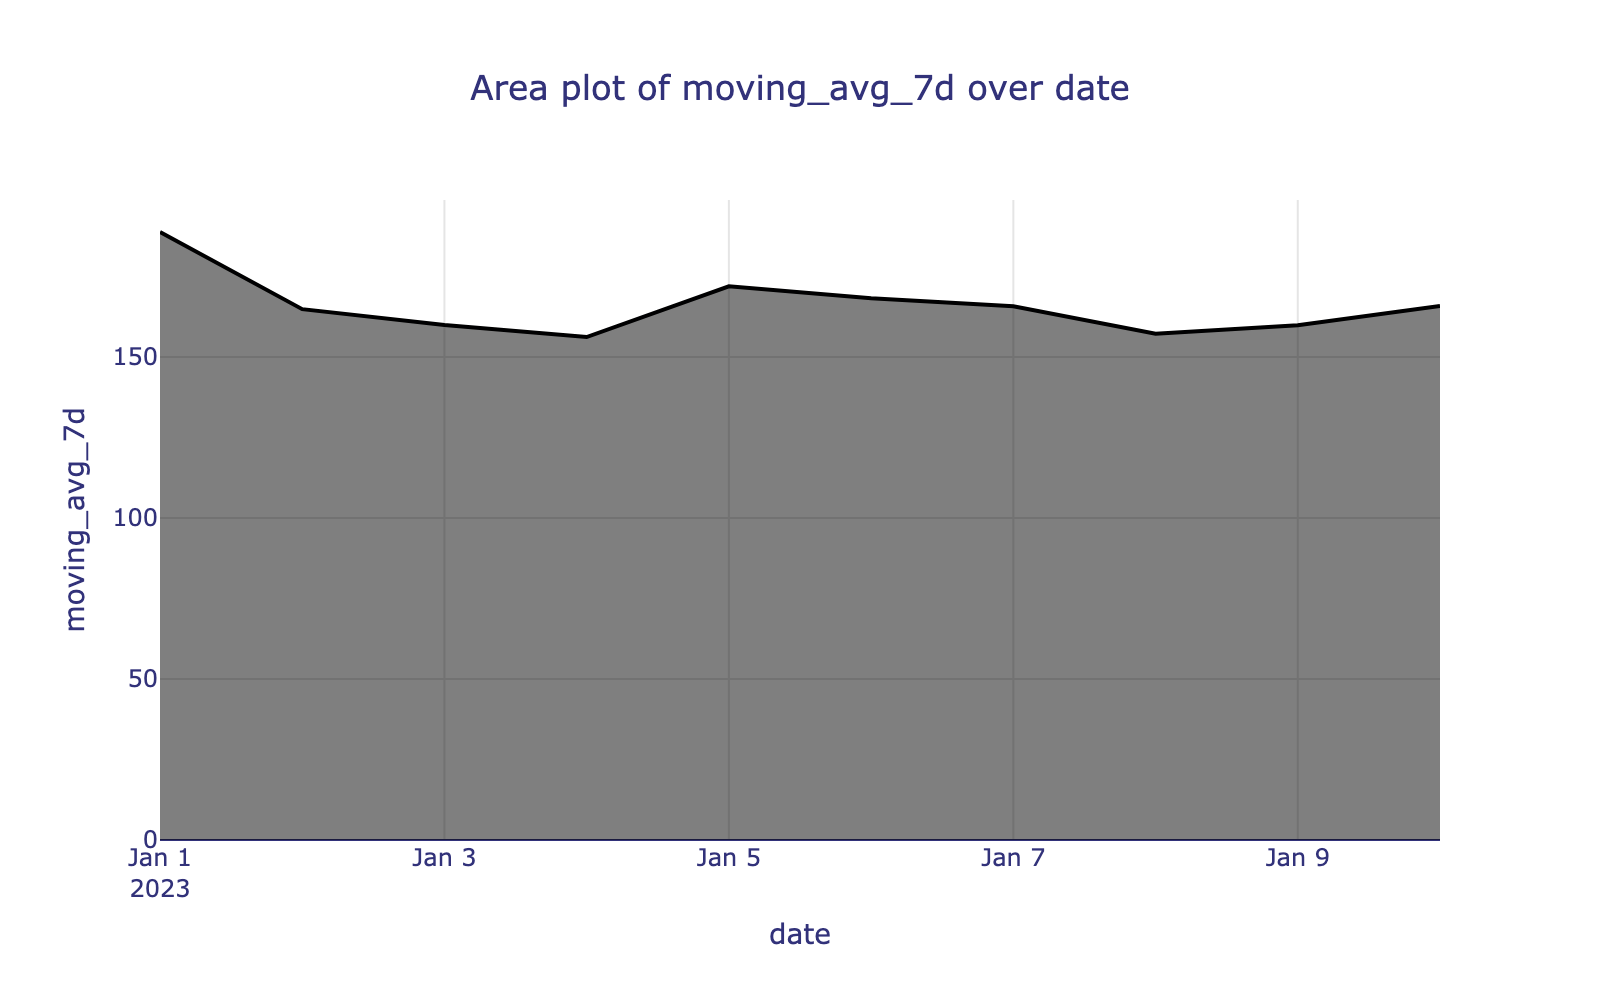 Area plot of moving_avg_7d over date
moving_avg_7d
150
100
50
0
Jan 1
2023
Jan 3
Jan 5
Jan 7
Jan 9
date